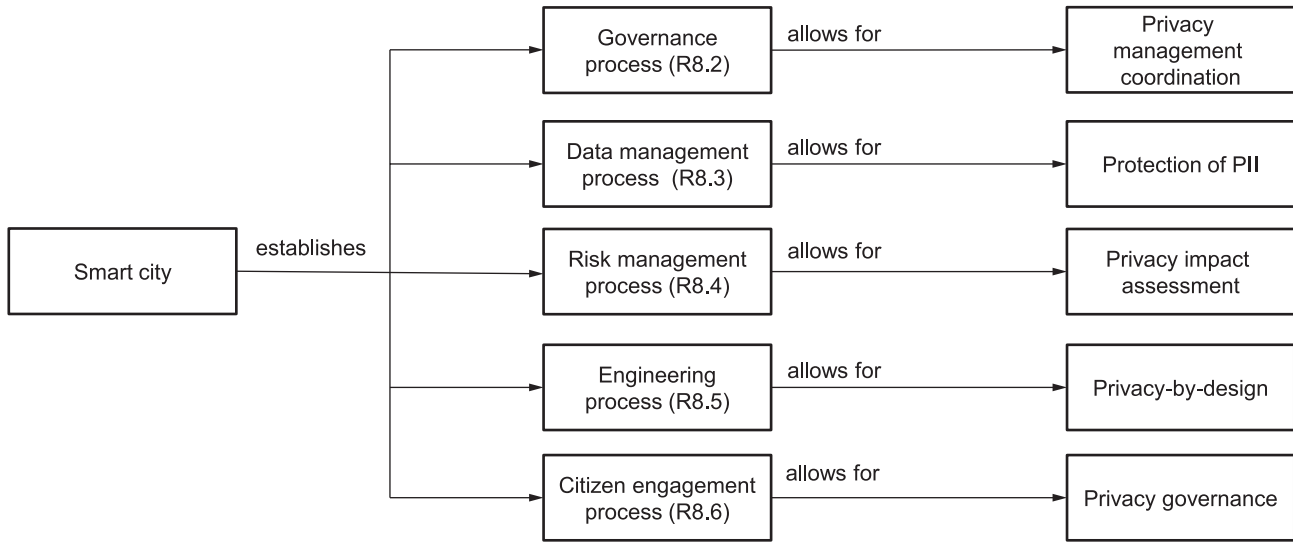 Governance
process (R8.2)
allows for
Privacy
management
coordination
Data management
process (R8.3)
allows for
Protection of PII
Smart city
establishes
Risk management
process (R8.4)
allows for
Privacy impact
assessment
Engineering
process (R8.5)
allows for
Privacy-by-design
Citizen engagement
process (R8.6)
allows for
Privacy governance